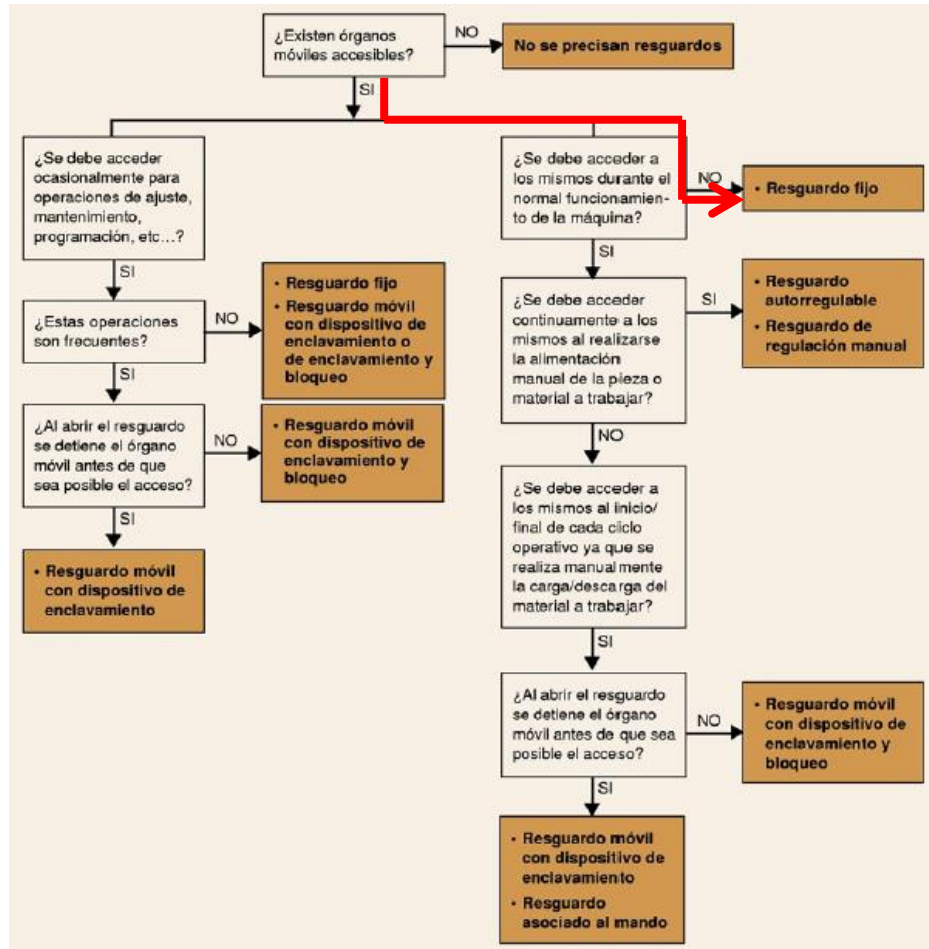 ¿Existen órganos
móviles accesibles?
NO
No se precisan resguardos
SI
¿Se debe acceder
ocasionalmente para
operaciones de ajuste,
mantenimiento,
programación, etc...?
SI
¿Estas operaciones
son frecuentes?
NO
• Resguardo fijo
• Resguardo móvil
con dispositivo de
enclavamiento o
de enclavamiento y
bloqueo
SI
¿Al abrir el resguardo
se detiene el órgano
móvil antes de que
sea posible el acceso?
NO
• Resguardo móvil
con dispositivo de
enclavamiento y
bloqueo
SI
• Resguardo móvil
con dispositivo de
enclavamiento
¿Se debe acceder a
los mismos durante el
normal funcionamien-
to de la máquina?
NO
• Resguardo fijo
SI
¿Se debe acceder
continuamente a los
mismos al realizarse
la alimentación
manual de la pieza o
material a trabajar?
SI
• Resguardo
autorregulable
• Resguardo de
regulación manual
NO
¿Se debe acceder a
los mismos al inicio/
final de cada ciclo
operativo ya que se
realiza manualmente
la carga/descarga del
material a trabajar?
SI
¿Al abrir el resguardo
se detiene el órgano
móvil antes de que sea
posible el acceso?
NO
• Resguardo móvil
con dispositivo de
enclavamiento y
bloqueo
SI
• Resguardo móvil
con dispositivo de
enclavamiento
• Resguardo
asociado al mando